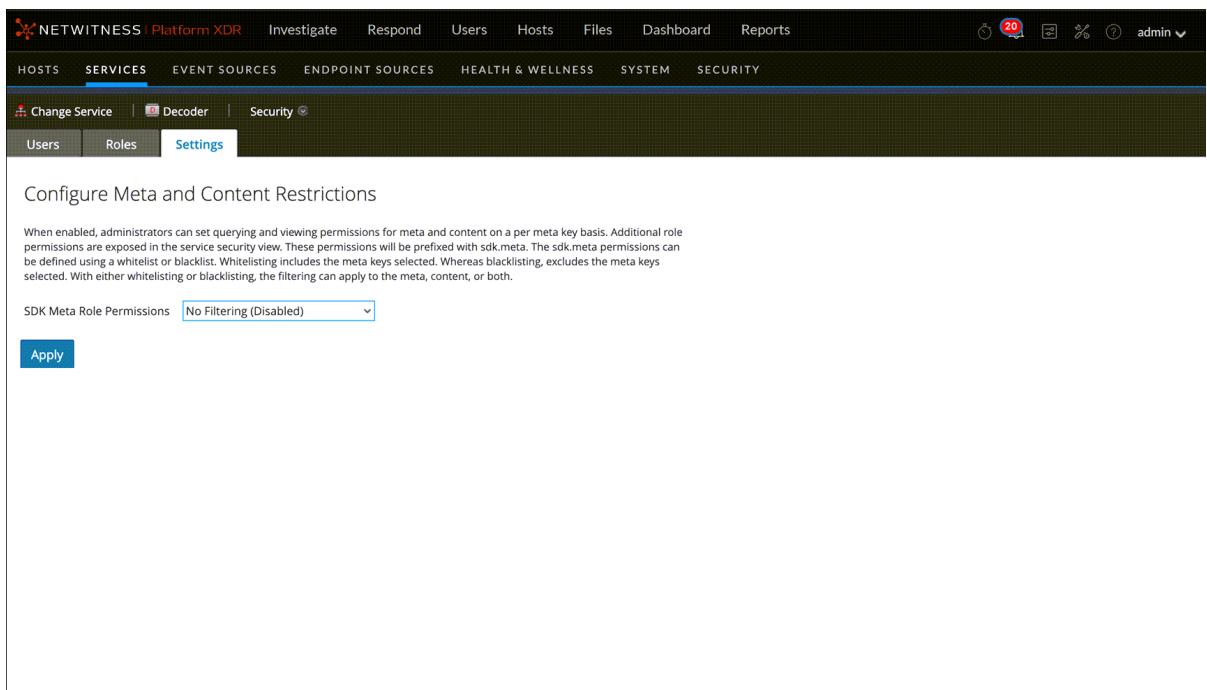 NETWITNESS | Platform XDR Investigate Respond Users Hosts Files Dashboard Reports 20 admin
HOSTS SERVICES EVENT SOURCES ENDPOINT SOURCES HEALTH & WELLNESS SYSTEM SECURITY
Change Service | Decoder | Security
Users Roles Settings
Configure Meta and Content Restrictions
When enabled, administrators can set querying and viewing permissions for meta and content on a per meta key basis. Additional role
permissions are exposed in the service security view. These permissions will be prefixed with sdk.meta. The sdk.meta permissions can
be defined using a whitelist or blacklist. Whitelisting includes the meta keys selected. Whereas blacklisting, excludes the meta keys
selected. With either whitelisting or blacklisting, the filtering can apply to the meta, content, or both.
SDK Meta Role Permissions No Filtering (Disabled)
Apply